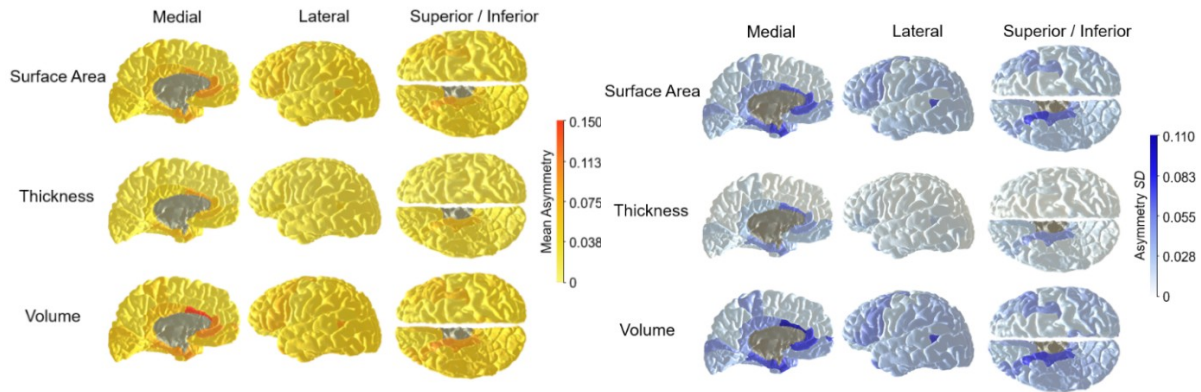 Medial Lateral Superior / Inferior
Surface Area
Thickness
Volume
0.150
0.113
0.075
0.038
0
Mean Asymmetry
Medial Lateral Superior / Inferior
Surface Area
Thickness
Volume
0.110
0.083
0.055
0.028
0
Asymmetry SD